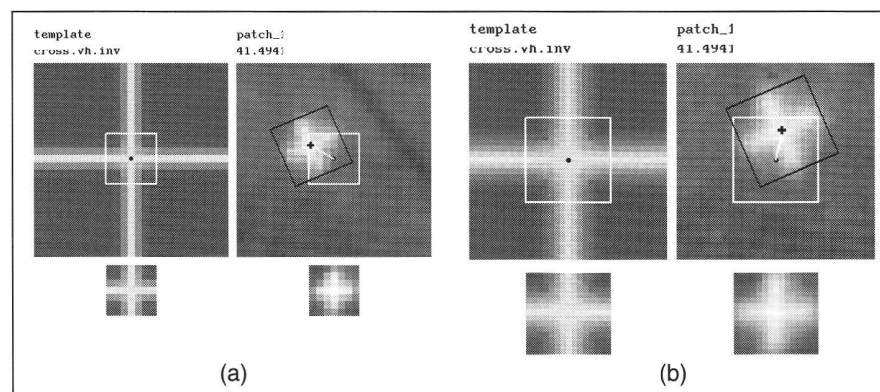 template
cross.vh.inv
patch_1
41.4941
template
cross.vh.inv
patch_1
41.4941
(a)
(b)